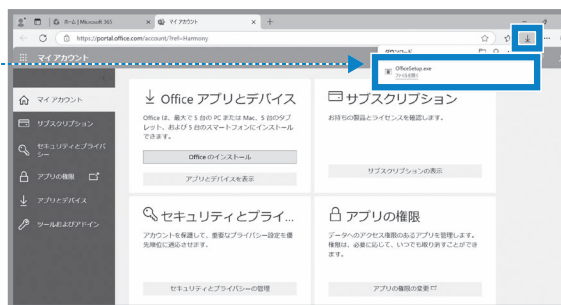 ホーム | Microsoft 365
マイ アカウント
https://portal.office.com/account/?ref=Harmony
ダウンロード
OfficeSetup.exe
ファイルを開く
マイ アカウント
マイ アカウント
サブスクリプション
セキュリティとプライバ
シー
アプリの権限
アプリとデバイス
ツールおよびアドイン
Office アプリとデバイス
Office は、最大で 5 台の PC または Mac、5 台のタブ
レット、および 5 台のスマートフォンにインストール
できます。
Office のインストール
アプリとデバイスを表示
サブスクリプション
お持ちの製品とライセンスを確認します。
サブスクリプションの表示
セキュリティとプライ...
アカウントを保護して、重要なプライバシー設定を優
先順位に適応させます。
セキュリティとプライバシーの管理
アプリの権限
データへのアクセス権限のあるアプリを管理します。
権限は、必要に応じて、いつでも取り消すことができ
ます。
アプリの権限の変更